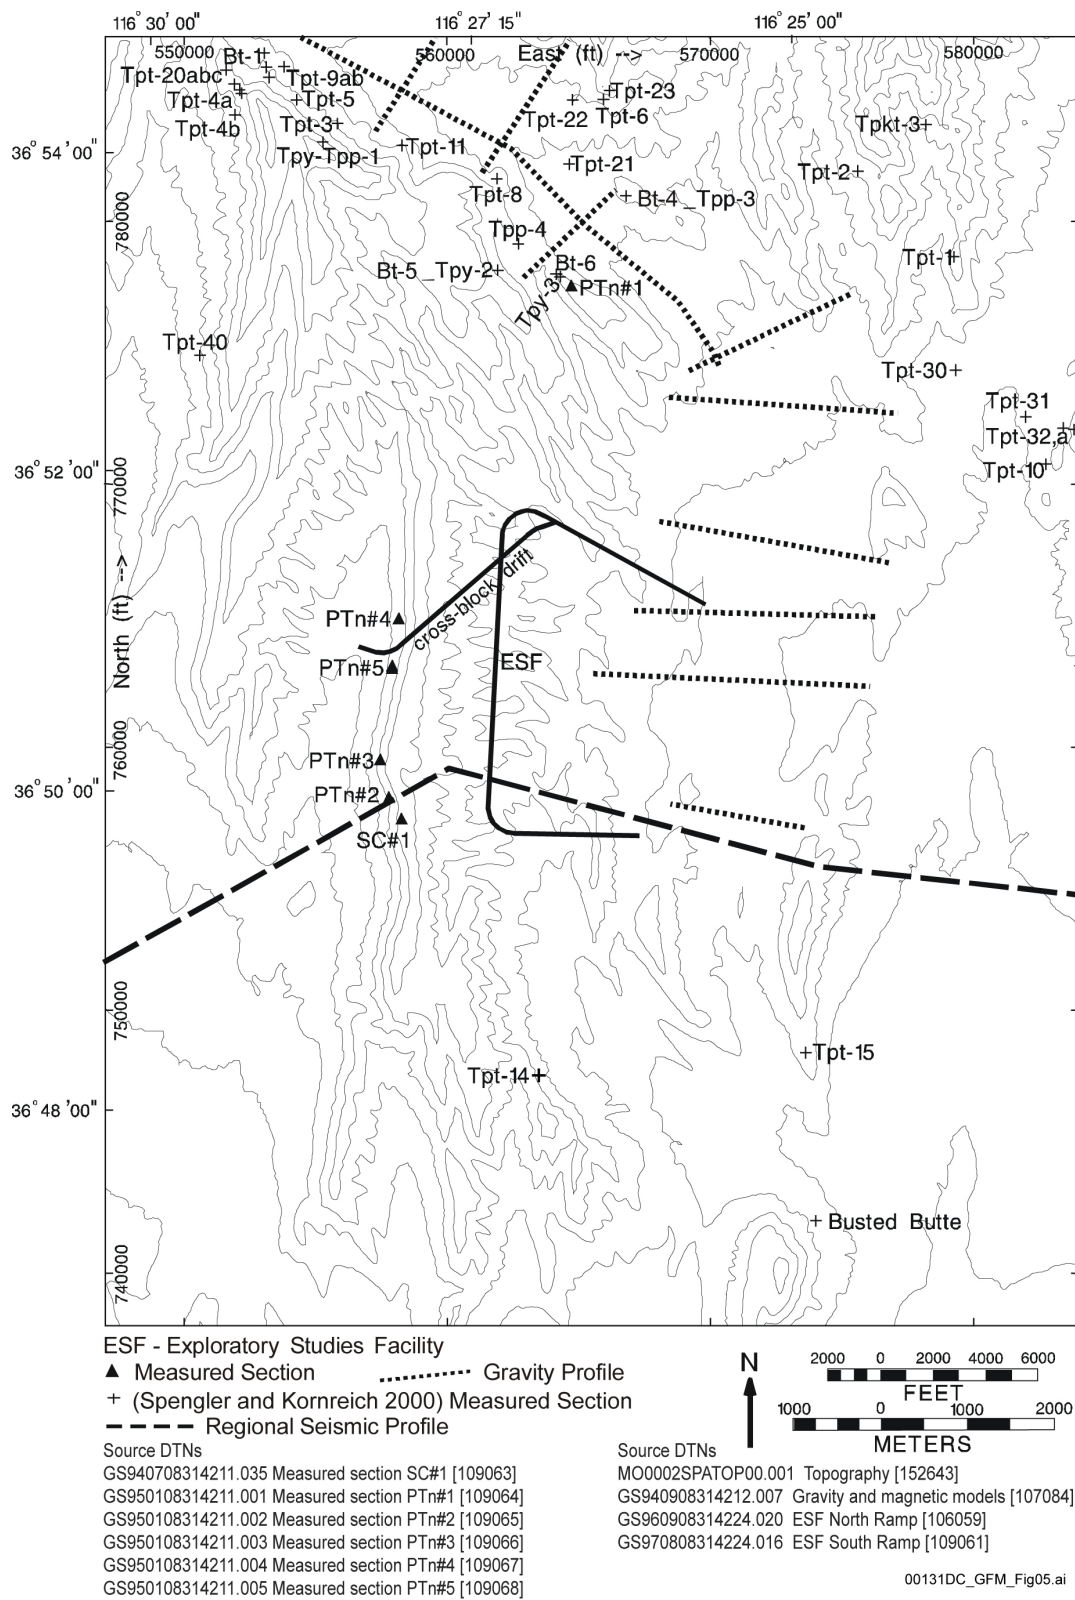 116° 30 ' 00" 116° 27 ' 15" 116° 25 ' 00"
550000 560000 570000 580000
East (ft) -->
Bt-1
Tpt-20abc Tpt-9ab
Tpt-4a Tpt-5
Tpt-4b Tpt-3
Tpy-Tpp-1
Tpt-11
Tpt-23
Tpt-22 Tpt-6
Tpkt-3
36° 54 ' 00"
Tpt-21
Tpt-2
Tpt-8
Bt-4 _Tpp-3
780000
Tpp-4
Tpt-1
Bt-5 _Tpy-2
Bt-6
Tpy-3
PTn#1
Tpt-40
Tpt-30
Tpt-31
Tpt-32,a
Tpt-10
36° 52 ' 00"
770000
North (ft) -->
cross-block drift
PTn#4
PTn#5
ESF
760000
PTn#3
36° 50 ' 00"
PTn#2
SC#1
750000
Tpt-15
Tpt-14
36° 48 ' 00"
Busted Butte
740000
ESF - Exploratory Studies Facility
Measured Section
Gravity Profile
(Spengler and Kornreich 2000) Measured Section
Regional Seismic Profile
N
2000 0 2000 4000 6000
FEET
1000 0 1000 2000
METERS
Source DTNs
GS940708314211.035 Measured section SC#1 [109063]
GS950108314211.001 Measured section PTn#1 [109064]
GS950108314211.002 Measured section PTn#2 [109065]
GS950108314211.003 Measured section PTn#3 [109066]
GS950108314211.004 Measured section PTn#4 [109067]
GS950108314211.005 Measured section PTn#5 [109068]
Source DTNs
MO0002SPATOP00.001 Topography [152643]
GS940908314212.007 Gravity and magnetic models [107084]
GS960908314224.020 ESF North Ramp [106059]
GS970808314224.016 ESF South Ramp [109061]
00131DC_GFM_Fig05.ai